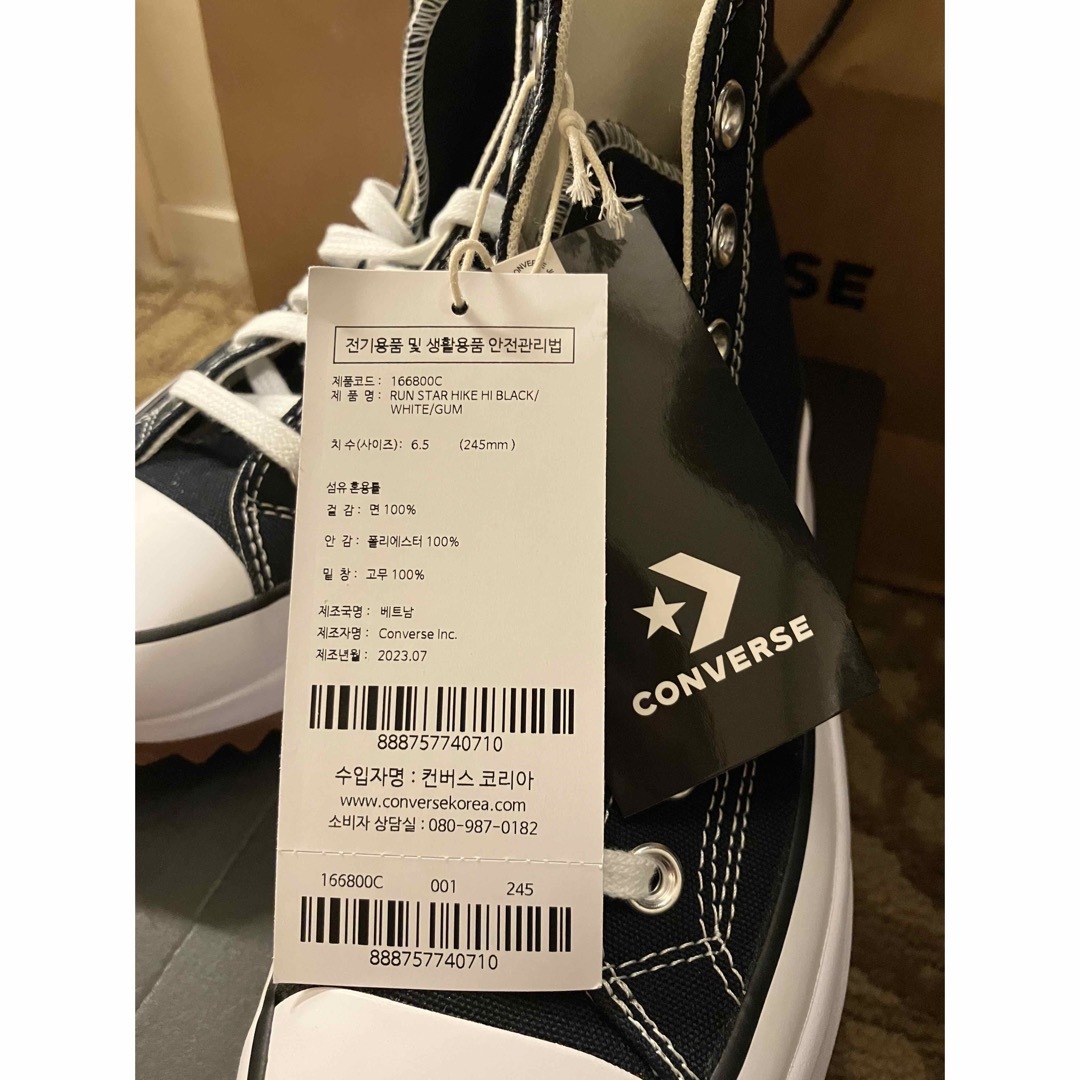 전기용품 및 생활용품 안전관리법
제품코드 : 166800C
제 품 명 : RUN STAR HIKE HI BLACK/
WHITE/GUM
치 수(사이즈) : 6.5 (245mm )
섬유 혼용률
겉 감 : 면 100%
안 감 : 폴리에스터 100%
밑 창 : 고무 100%
제조국명 : 베트남
제조자명 : Converse Inc.
제조년월 : 2023.07
888757740710
수입자명 : 컨버스 코리아
www.conversekorea.com
소비자 상담실 : 080-987-0182
166800C 001 245
888757740710
CONVERSE